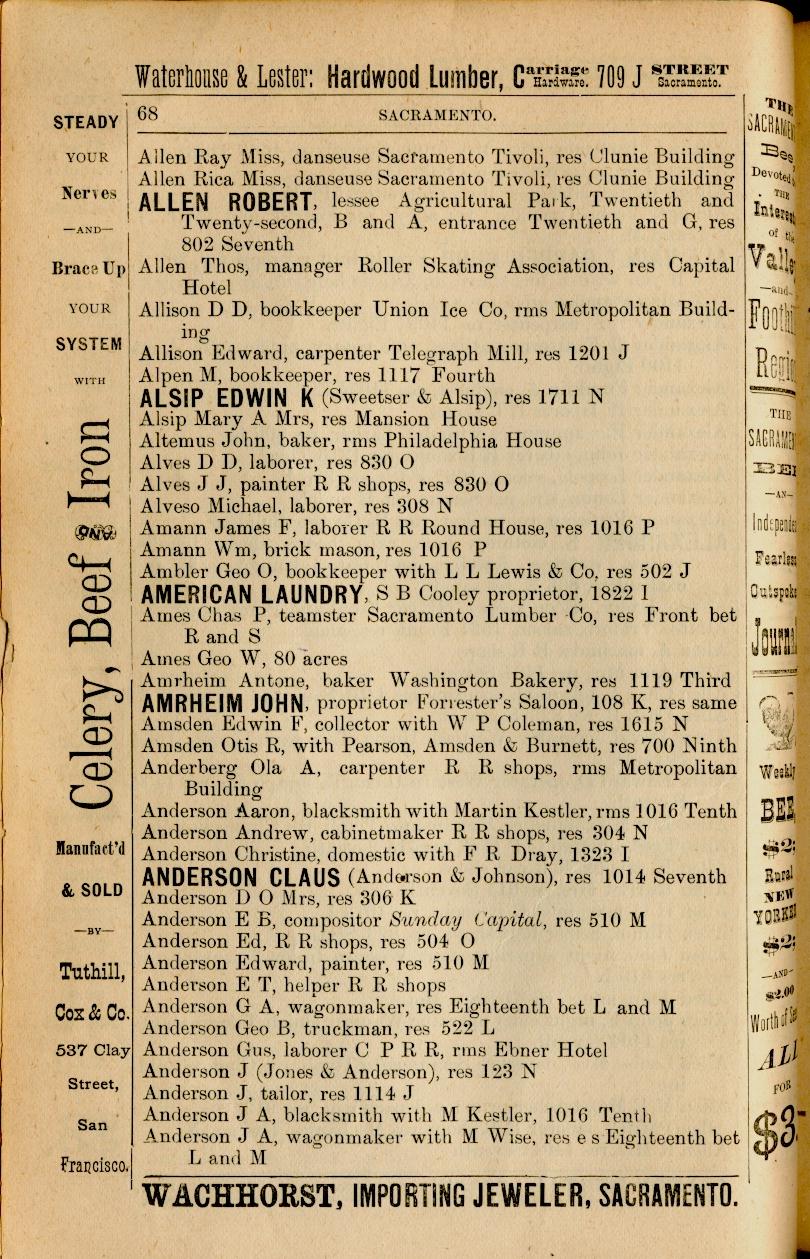 Waterhouse & Lester: Hardwood Lumber, Carriage Hardware. 709 J STREET Sacramento.
68
SACRAMENTO.
Allen Ray Miss, danseuse Sacramento Tivoli, res Clunie Building
Allen Rica Miss, danseuse Sacramento Tivoli, res Clunie Building
ALLEN ROBERT, lessee Agricultural Park, Twentieth and
Twenty-second, B and A, entrance Twentieth and G, res
802 Seventh
Allen Thos, manager Roller Skating Association, res Capital
Hotel
Allison D D, bookkeeper Union Ice Co, rms Metropolitan Build-
ing
Allison Edward, carpenter Telegraph Mill, res 1201 J
Alpen M, bookkeeper, res 1117 Fourth
ALSIP EDWIN K (Sweetser & Alsip), res 1711 N
Alsip Mary A Mrs, res Mansion House
Altemus John, baker, rms Philadelphia House
Alves D D, laborer, res 830 O
Alves J J, painter R R shops, res 830 O
Alveso Michael, laborer, res 308 N
Amann James F, laborer R R Round House, res 1016 P
Amann Wm, brick mason, res 1016 P
Ambler Geo O, bookkeeper with L L Lewis & Co, res 502 J
AMERICAN LAUNDRY, S B Cooley proprietor, 1822 I
Ames Chas P, teamster Sacramento Lumber Co, res Front bet
R and S
Ames Geo W, 80 acres
Amrheim Antone, baker Washington Bakery, res 1119 Third
AMRHEIM JOHN, proprietor Forrester's Saloon, 108 K, res same
Amsden Edwin F, collector with W P Coleman, res 1615 N
Amsden Otis R, with Pearson, Amsden & Burnett, res 700 Ninth
Anderberg Ola A, carpenter R R shops, rms Metropolitan
Building
Anderson Aaron, blacksmith with Martin Kestler, rms 1016 Tenth
Anderson Andrew, cabinetmaker R R shops, res 304 N
Anderson Christine, domestic with F R Dray, 1323 I
ANDERSON CLAUS (Anderson & Johnson), res 1014 Seventh
Anderson D O Mrs, res 306 K
Anderson E B, compositor Sunday Capital, res 510 M
Anderson Ed, R R shops, res 504 O
Anderson Edward, painter, res 510 M
Anderson E T, helper R R shops
Anderson G A, wagonmaker, res Eighteenth bet L and M
Anderson Geo B, truckman, res 522 L
Anderson Gus, laborer C P R R, rms Ebner Hotel
Anderson J (Jones & Anderson), res 123 N
Anderson J, tailor, res 1114 J
Anderson J A, blacksmith with M Kestler, 1016 Tenth
Anderson J A, wagonmaker with M Wise, res e s Eighteenth bet
L and M
WACHHORST, IMPORTING JEWELER, SACRAMENTO.
STEADY
YOUR
Nerves
—AND—
Brace Up
YOUR
SYSTEM
WITH
Celery, Beef and Iron
Manufact'd
& SOLD
—BY—
Tuthill,
Cox & Co.
537 Clay
Street,
San
Francisco.
THE
Bee
Devoted
THE
of the
—and—
THE
—AN—
Weekly
BEE
$2
Rural
NEW
$2
—AND—
$2.00
Worth of
ALL
FOR
$3